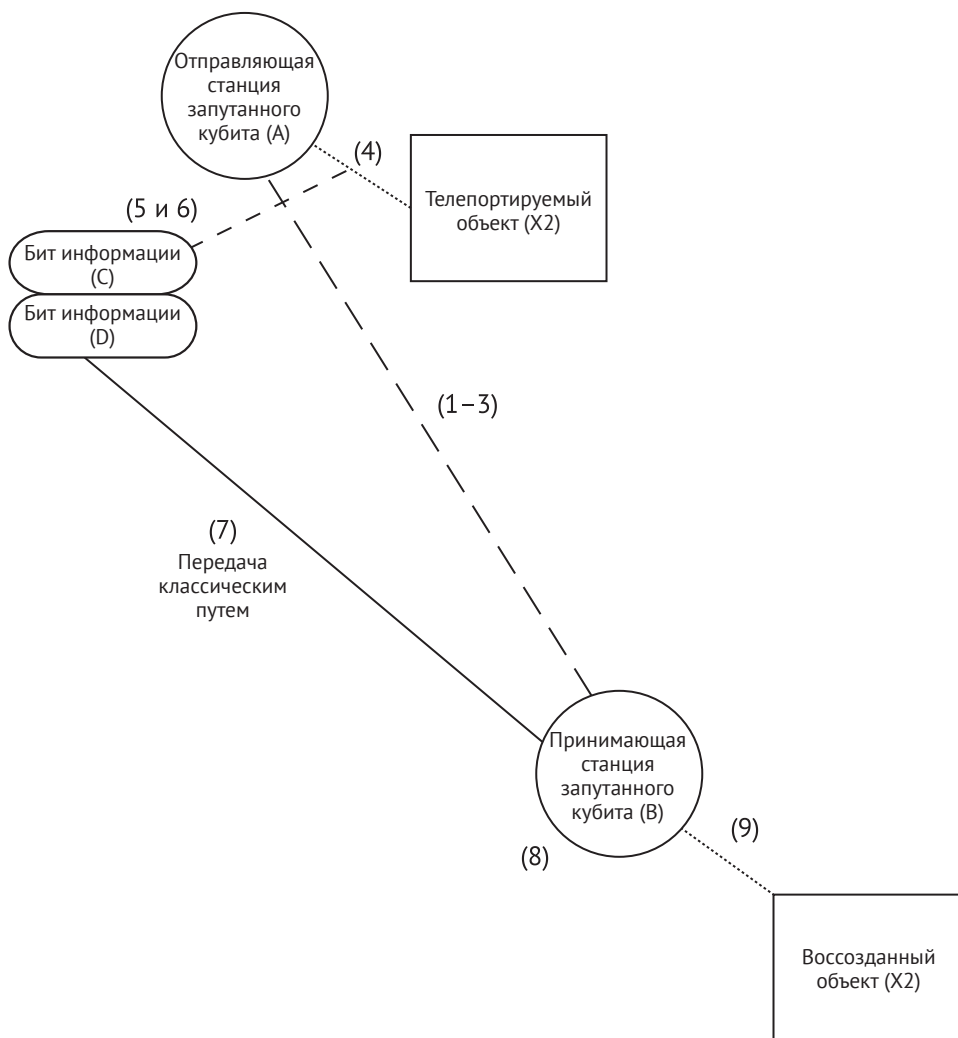 Отправляющая
станция
запутанного
кубита (A)
(4)
Телепортируемый
объект (X2)
(5 и 6)
Бит информации
(C)
Бит информации
(D)
(1–3)
(7)
Передача
классическим
путем
Принимающая
станция
запутанного
кубита (B)
(9)
(8)
Воссозданный
объект (X2)